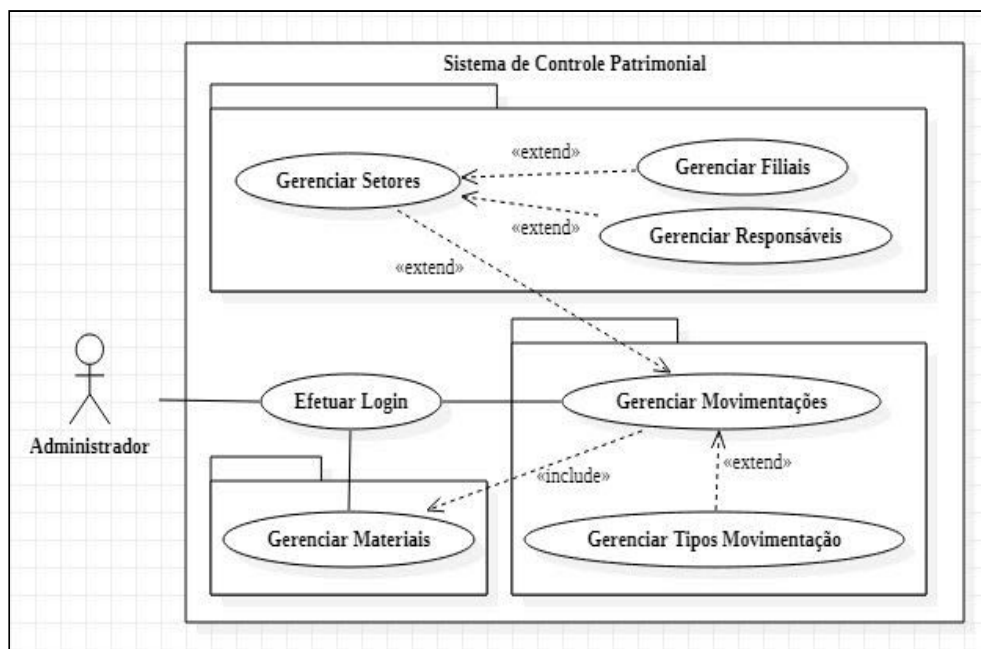 Sistema de Controle Patrimonial
«extend»
Gerenciar Setores
Gerenciar Filiais
«extend»
Gerenciar Responsáveis
«extend»
Efetuar Login
Gerenciar Movimentações
Administrador
«extend»
«include»
Gerenciar Materiais
Gerenciar Tipos Movimentação